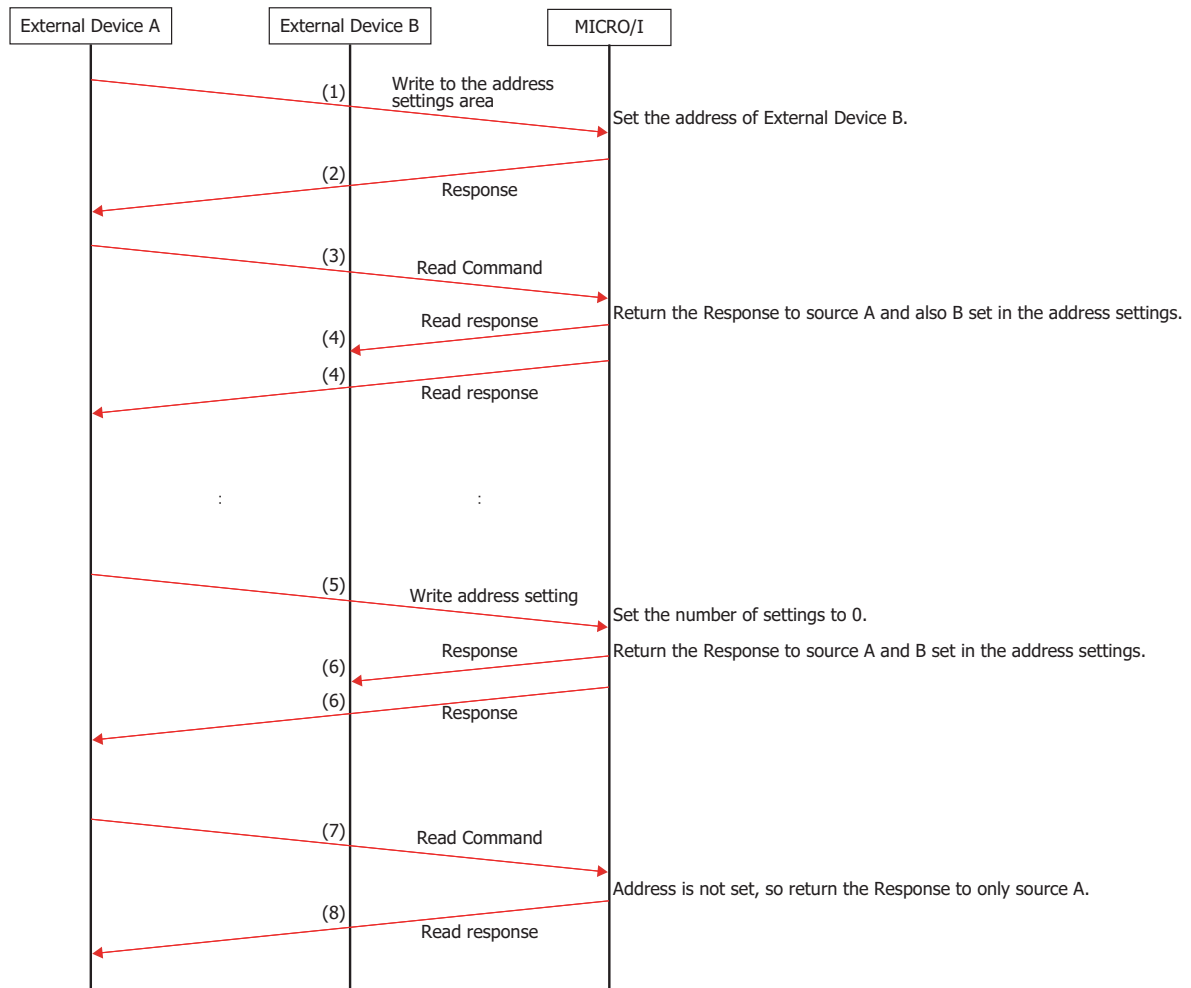 External Device A
External Device B
MICRO/I
(1)
Write to the address
settings area
Set the address of External Device B.
(2)
Response
(3)
Read Command
Return the Response to source A and also B set in the address settings.
Read response
(4)
(4)
Read response
:
:
(5)
Write address setting
Set the number of settings to 0.
Response
Return the Response to source A and B set in the address settings.
(6)
(6)
Response
(7)
Read Command
Address is not set, so return the Response to only source A.
(8)
Read response